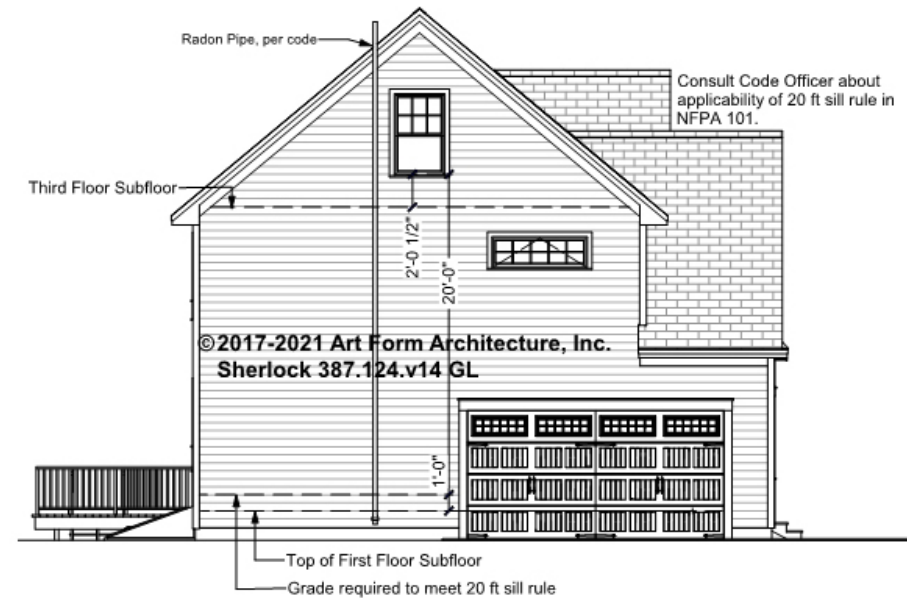 Radon Pipe, per code
Consult Code Officer about
applicability of 20 ft sill rule in
NFPA 101.
Third Floor Subfloor
2'-0 1/2"
20'-0"
©2017-2021 Art Form Architecture, Inc.
Sherlock 387.124.v14 GL
1'-0"
Top of First Floor Subfloor
Grade required to meet 20 ft sill rule